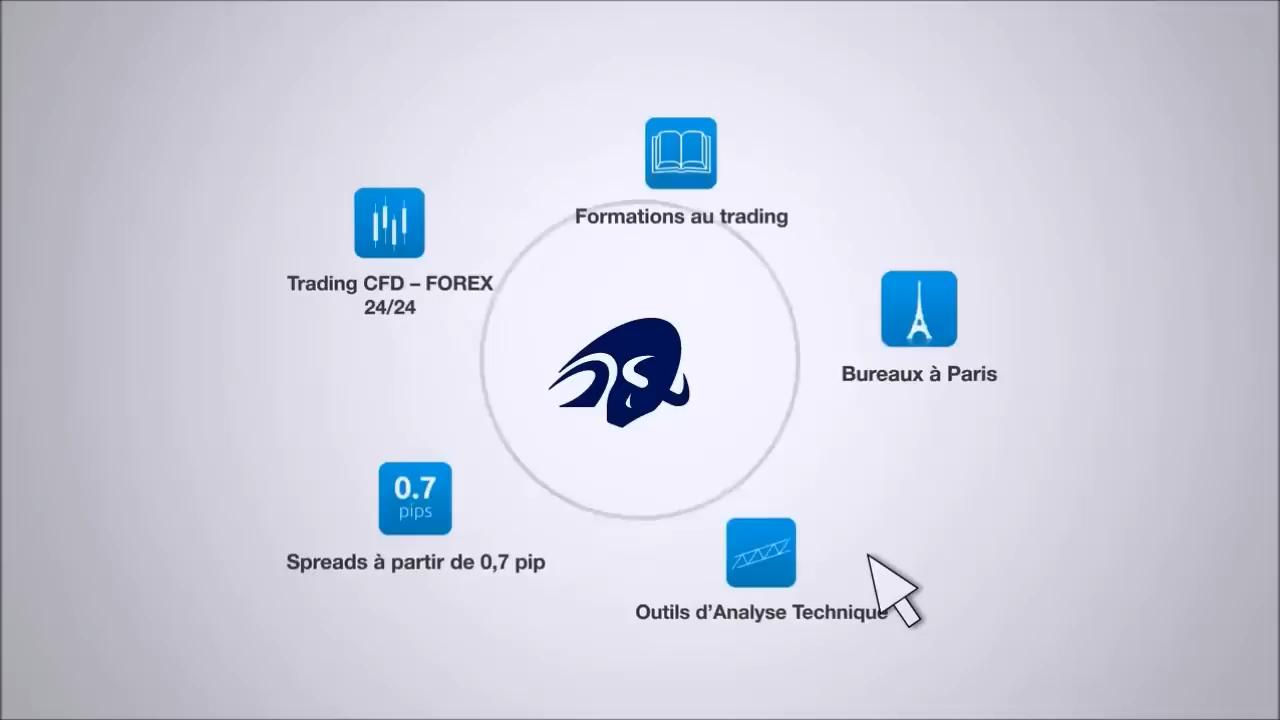 Formations au trading
Trading CFD – FOREX
24/24
Bureaux à Paris
0.7
pips
Spreads à partir de 0,7 pip
Outils d’Analyse Technique